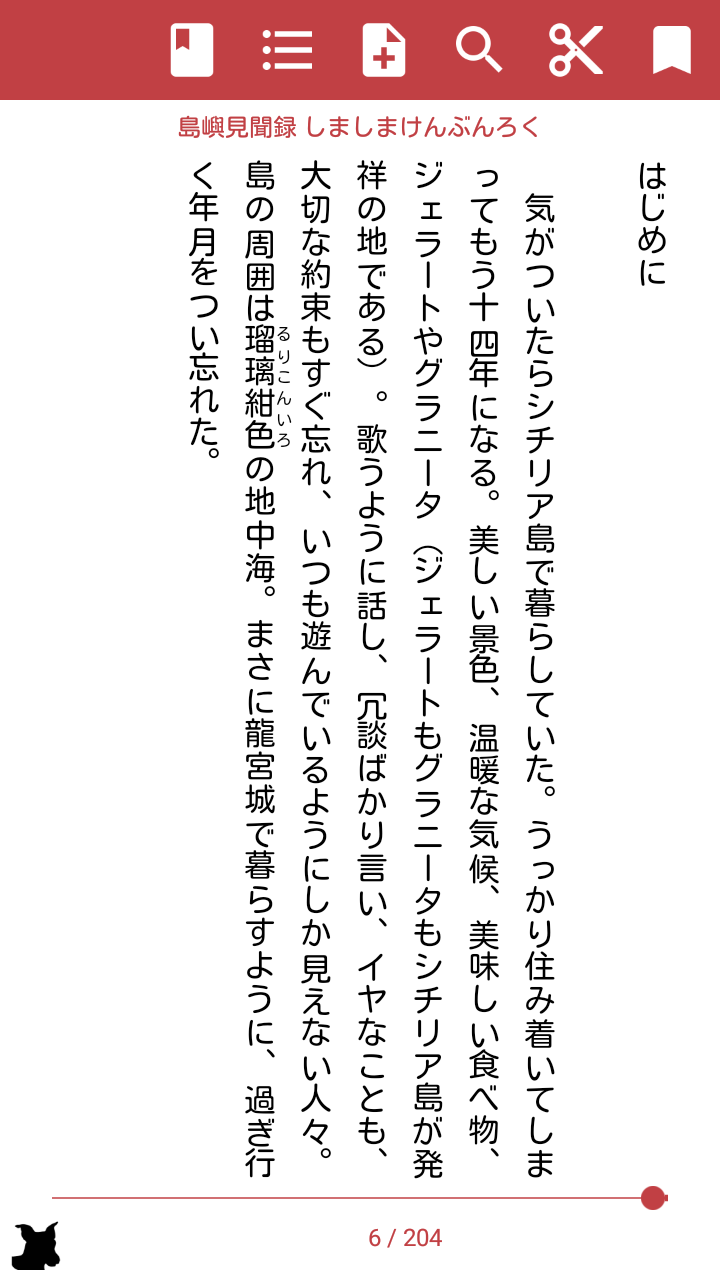 島嶼見聞録 しましまけんぶんろく
はじめに
気がついたらシチリア島で暮らしていた。うっかり住み着いてしま
ってもう十四年になる。美しい景色、温暖な気候、美味しい食べ物、
ジェラートやグラニータ（ジェラートもグラニータもシチリア島が発
祥の地である）。歌うように話し、冗談ばかり言い、イヤなことも、
大切な約束もすぐ忘れ、いつも遊んでいるようにしか見えない人々。
島の周囲は瑠璃紺色の地中海。まさに龍宮城で暮らすように、過ぎ行
るりこんいろ
く年月をつい忘れた。
6 / 204